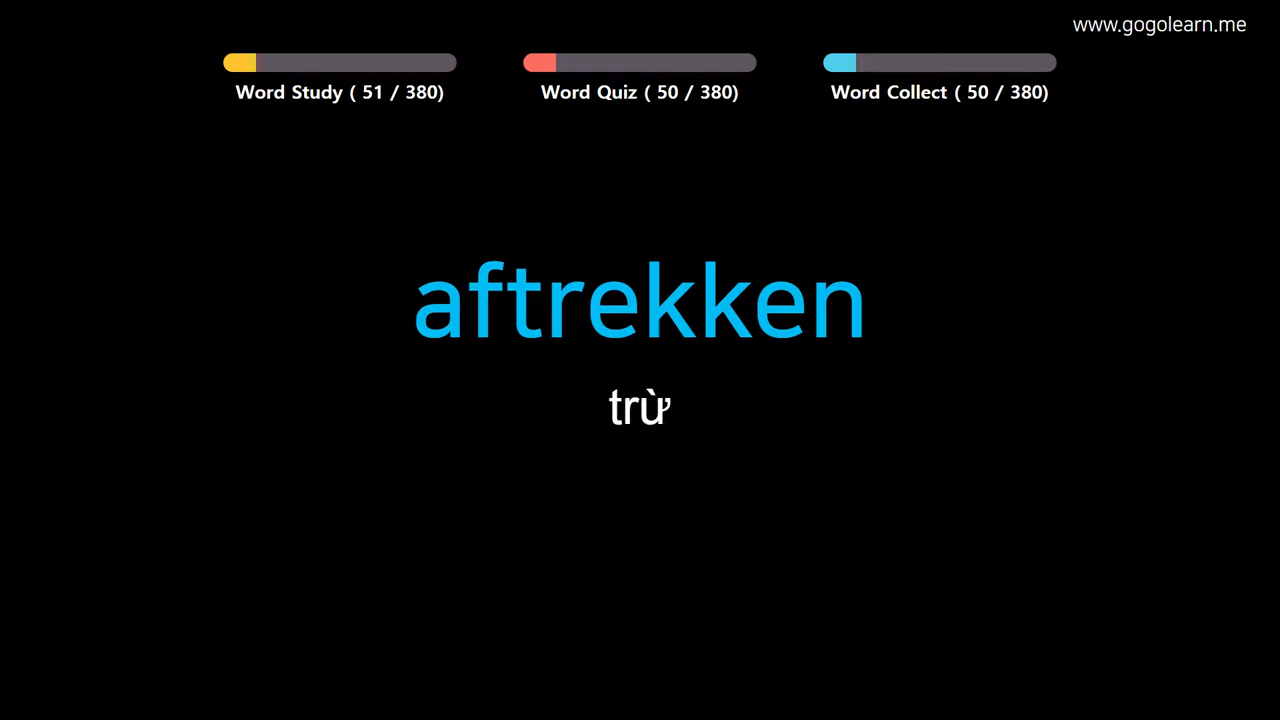 www.gogolearn.me
Word Study ( 51 / 380)
Word Quiz ( 50 / 380)
Word Collect ( 50 / 380)
aftrekken
trừ